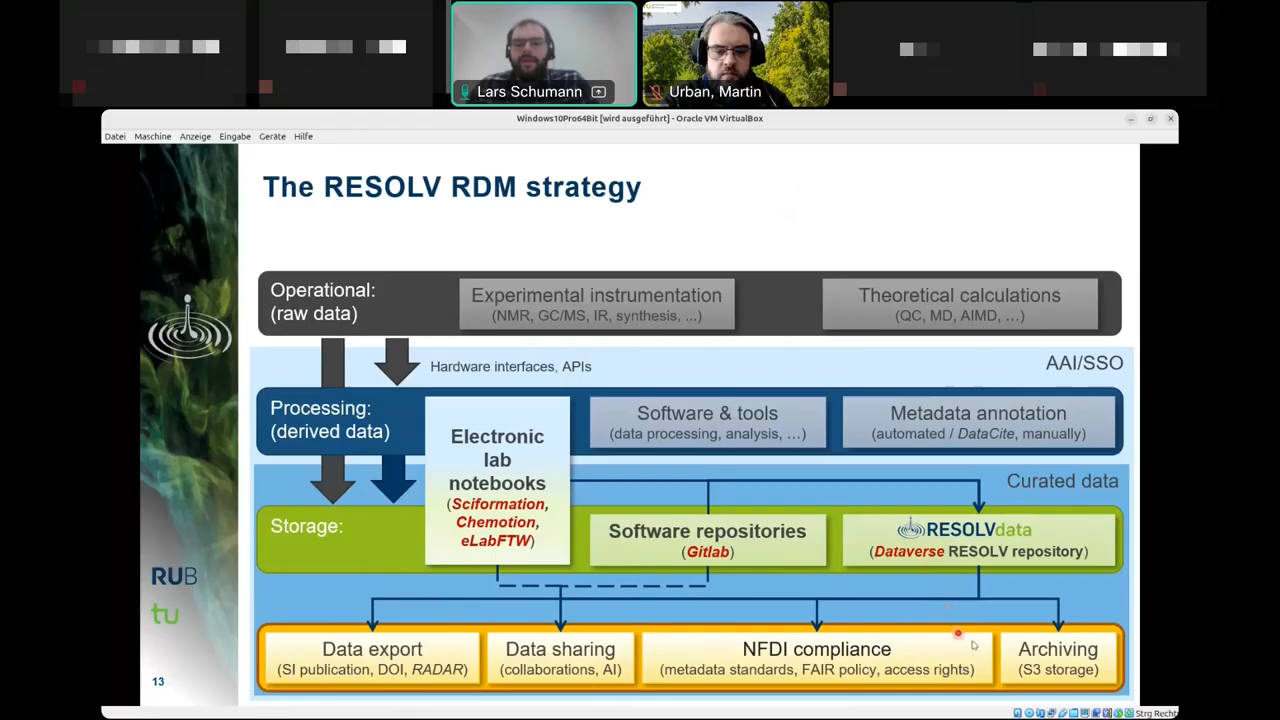 Lars Schumann
Urban, Martin
Windows10Pro64Bit [wird ausgeführt] - Oracle VM VirtualBox
Datei Maschine Anzeige Eingabe Geräte Hilfe
The RESOLV RDM strategy
Operational:
(raw data)
Experimental instrumentation
(NMR, GC/MS, IR, synthesis, ...)
Theoretical calculations
(QC, MD, AIMD, …)
Hardware interfaces, APIs
AAI/SSO
Processing:
(derived data)
Electronic
lab
notebooks
(Sciformation,
Chemotion,
eLabFTW)
Software & tools
(data processing, analysis, …)
Metadata annotation
(automated / DataCite, manually)
Curated data
Storage:
Software repositories
(Gitlab)
RESOLVdata
(Dataverse RESOLV repository)
RUB
tu
Data export
(SI publication, DOI, RADAR)
Data sharing
(collaborations, AI)
NFDI compliance
(metadata standards, FAIR policy, access rights)
Archiving
(S3 storage)
13
Strg Recht